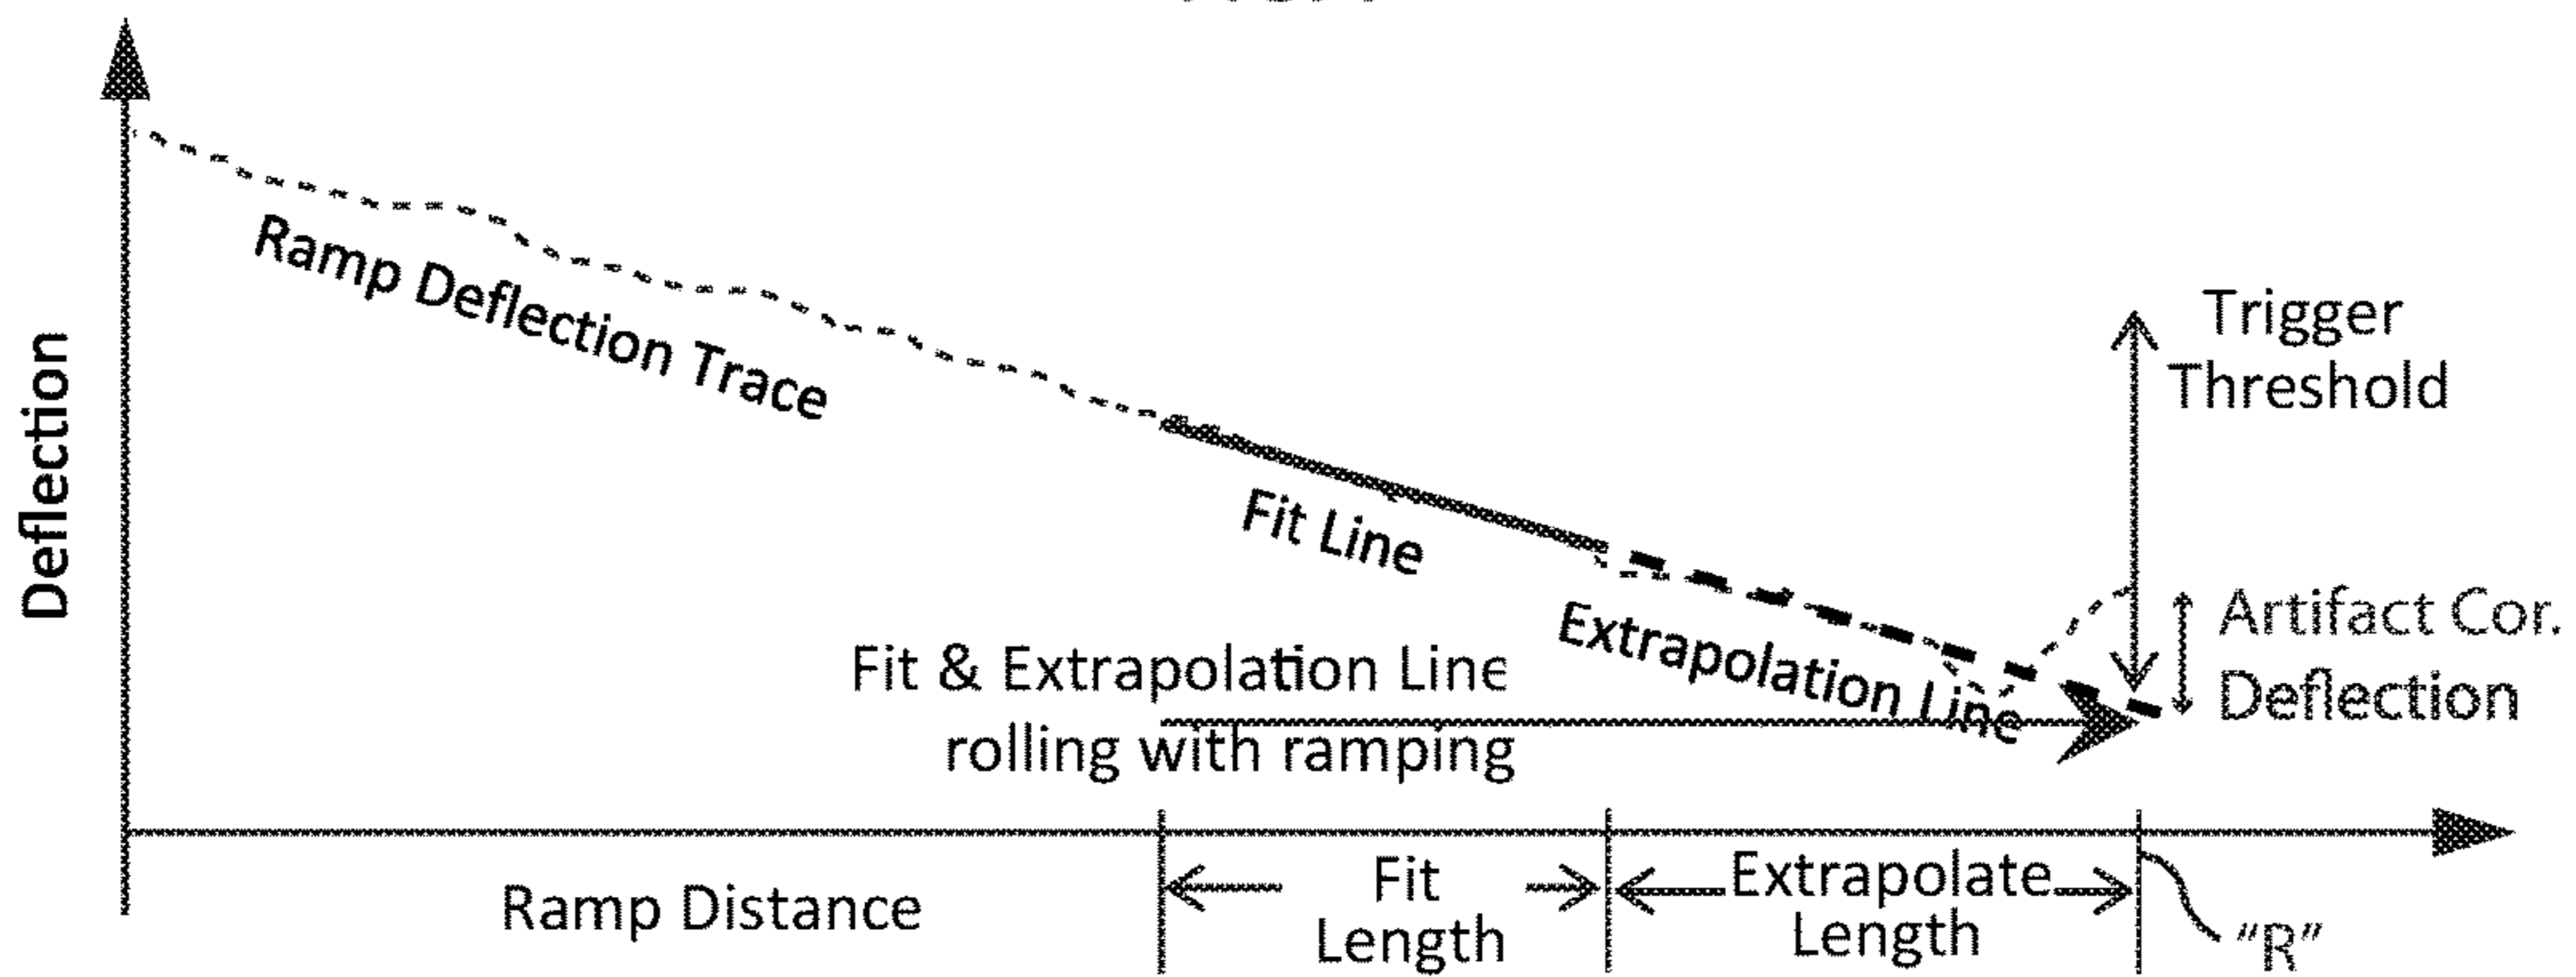 Deflection
Ramp Deflection Trace
Fit Line
Extrapolation Line
Trigger
Threshold
Artifact Cor.
Deflection
Fit & Extrapolation Line
rolling with ramping
Ramp Distance
Fit
Length
Extrapolate
Length
"R"